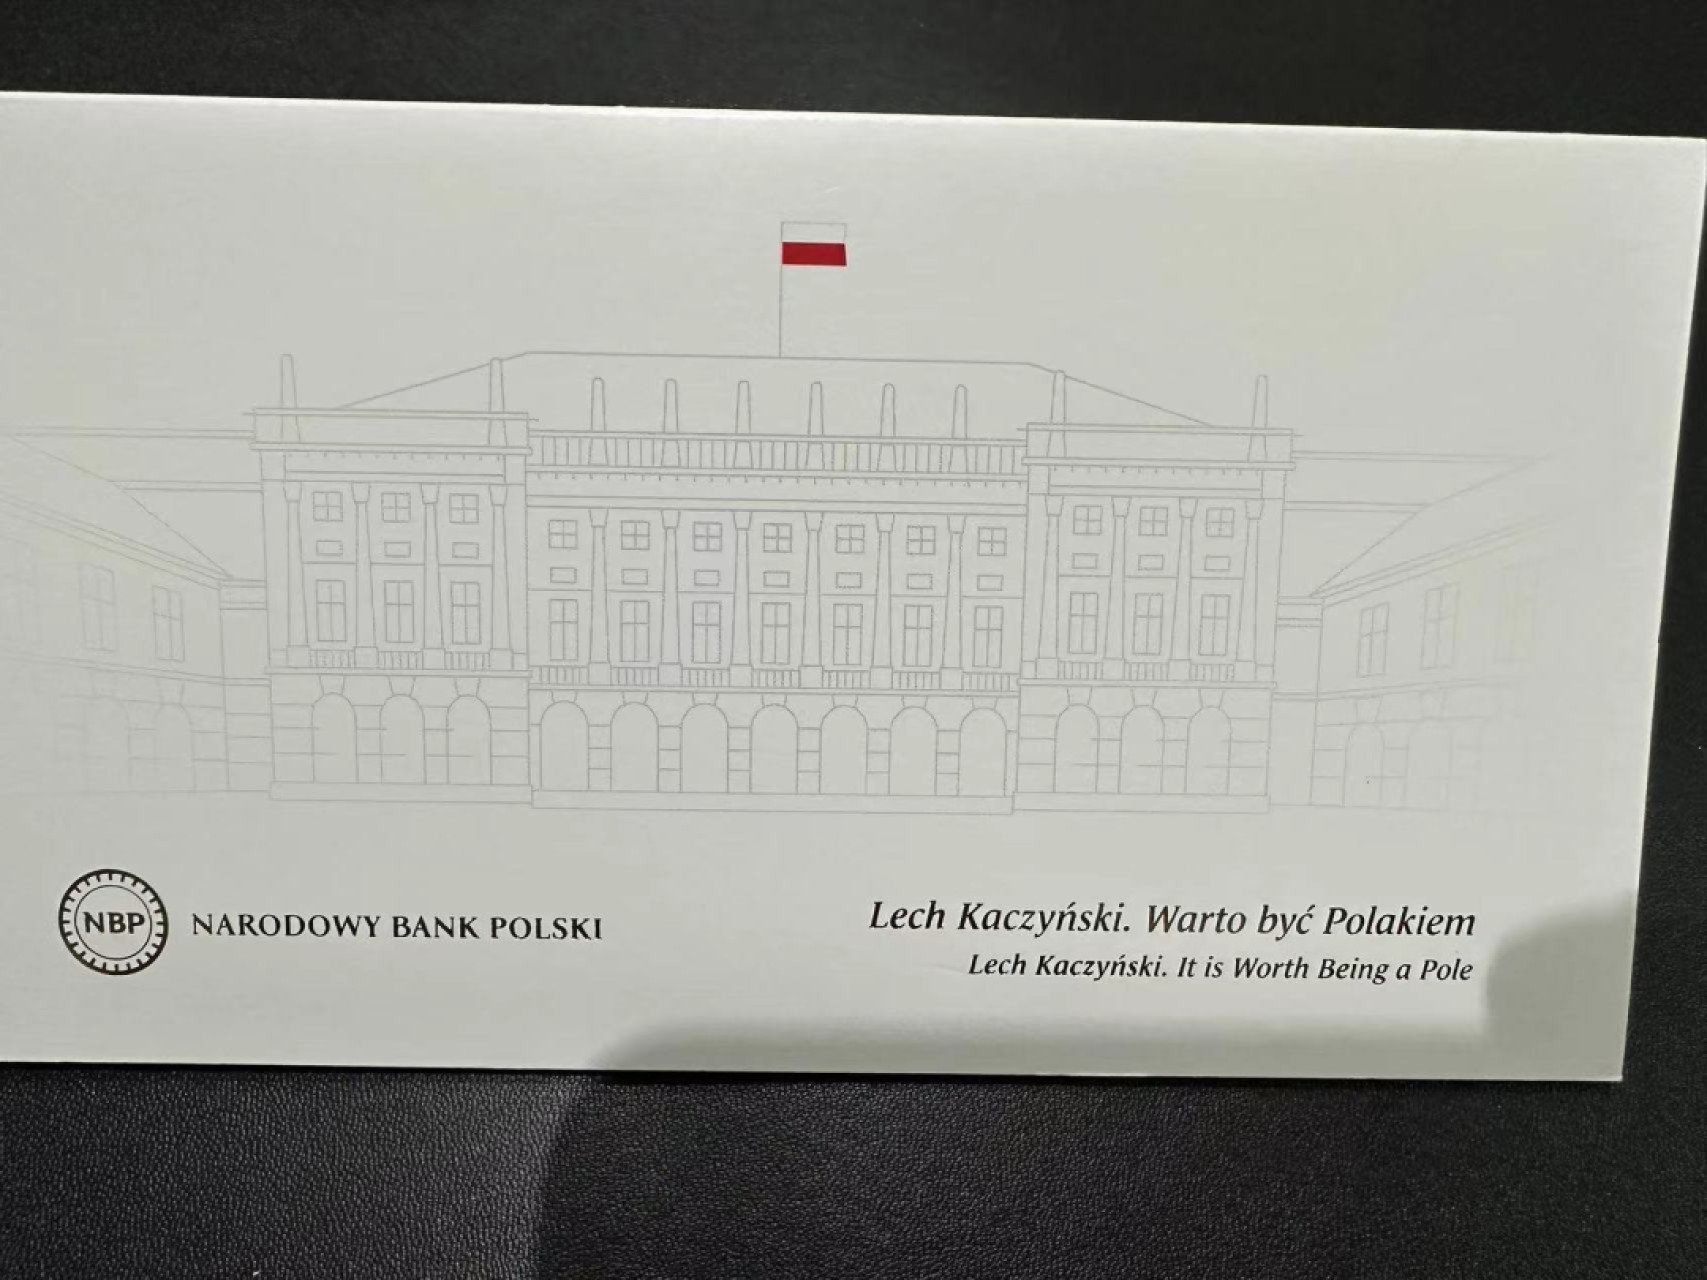 NBP NARODOWY BANK POLSKI
Lech Kaczyński. Warto być Polakiem
Lech Kaczyński. It is Worth Being a Pole